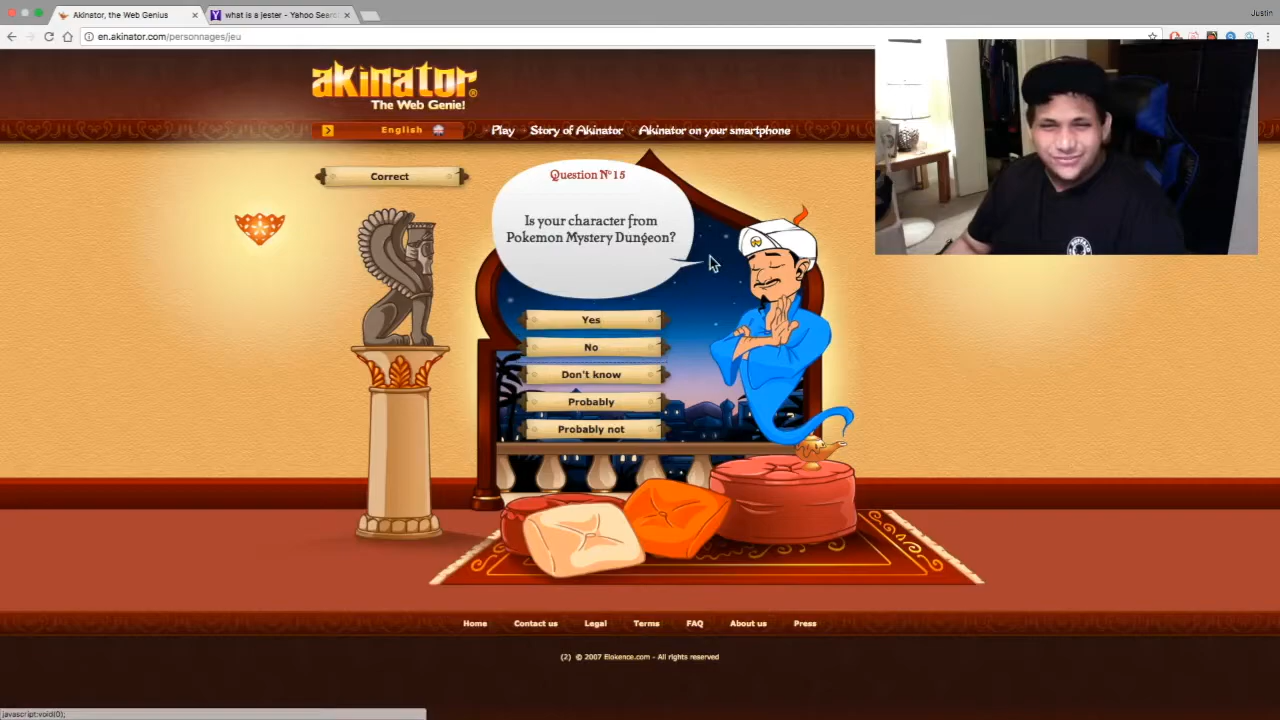 Akinator, the Web Genius
what is a jester - Yahoo Sear
Justin
en.akinator.com/personnages/jeu
akinator®
The Web Genie!
English
Play
Story of Akinator
Akinator on your smartphone
Correct
Question N°15
Is your character from
Pokemon Mystery Dungeon?
Yes
No
Don't know
Probably
Probably not
Home
Contact us
Legal
Terms
FAQ
About us
Press
(2) © 2007 Elokence.com - All rights reserved
javascript:void(0);